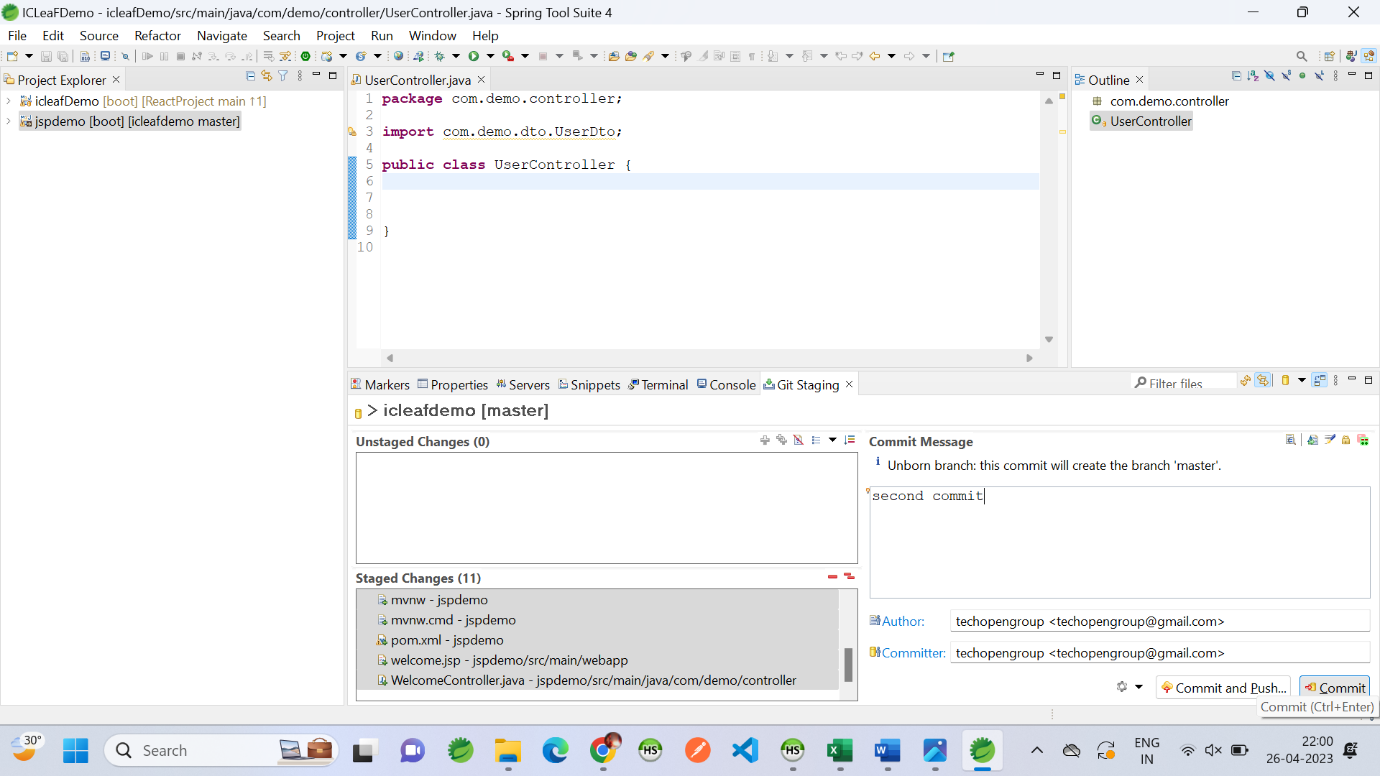 ICLeaFDemo - icleafDemo/src/main/java/com/demo/controller/UserController.java - Spring Tool Suite 4
File Edit Source Refactor Navigate Search Project Run Window Help
Project Explorer
icleafDemo [boot] [ReactProject main ↑1]
jspdemo [boot] [icleafdemo master]
UserController.java
1 package com.demo.controller;
2
3 import com.demo.dto.UserDto;
4
5 public class UserController {
6
7
8
9 }
10
Outline
com.demo.controller
UserController
Markers Properties Servers Snippets Terminal Console Git Staging
Filter files
> icleafdemo [master]
Unstaged Changes (0)
Staged Changes (11)
mvnw - jspdemo
mvnw.cmd - jspdemo
pom.xml - jspdemo
welcome.jsp - jspdemo/src/main/webapp
WelcomeController.java - jspdemo/src/main/java/com/demo/controller
Commit Message
Unborn branch: this commit will create the branch 'master'.
second commit
Author: techopengroup <techopengroup@gmail.com>
Committer: techopengroup <techopengroup@gmail.com>
Commit and Push... Commit
Commit (Ctrl+Enter)
30°
Search
HS
HS
ENG
IN
22:00
26-04-2023